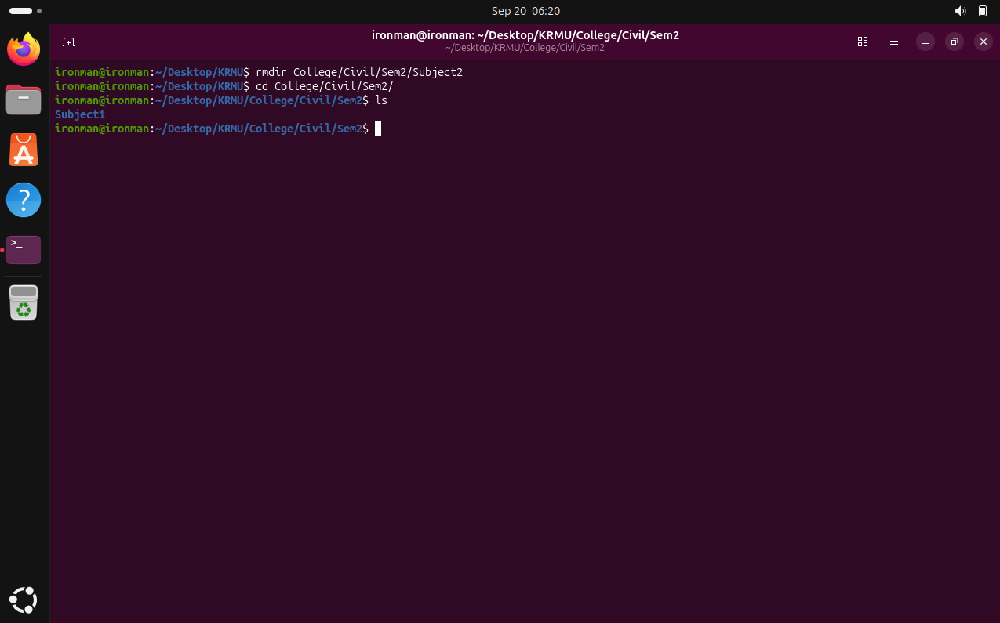 Sep 20 06:20
ironman@ironman: ~/Desktop/KRMU/College/Civil/Sem2
~/Desktop/KRMU/College/Civil/Sem2
ironman@ironman:~/Desktop/KRMU$ rmdir College/Civil/Sem2/Subject2
ironman@ironman:~/Desktop/KRMU$ cd College/Civil/Sem2/
ironman@ironman:~/Desktop/KRMU/College/Civil/Sem2$ ls
Subject1
ironman@ironman:~/Desktop/KRMU/College/Civil/Sem2$